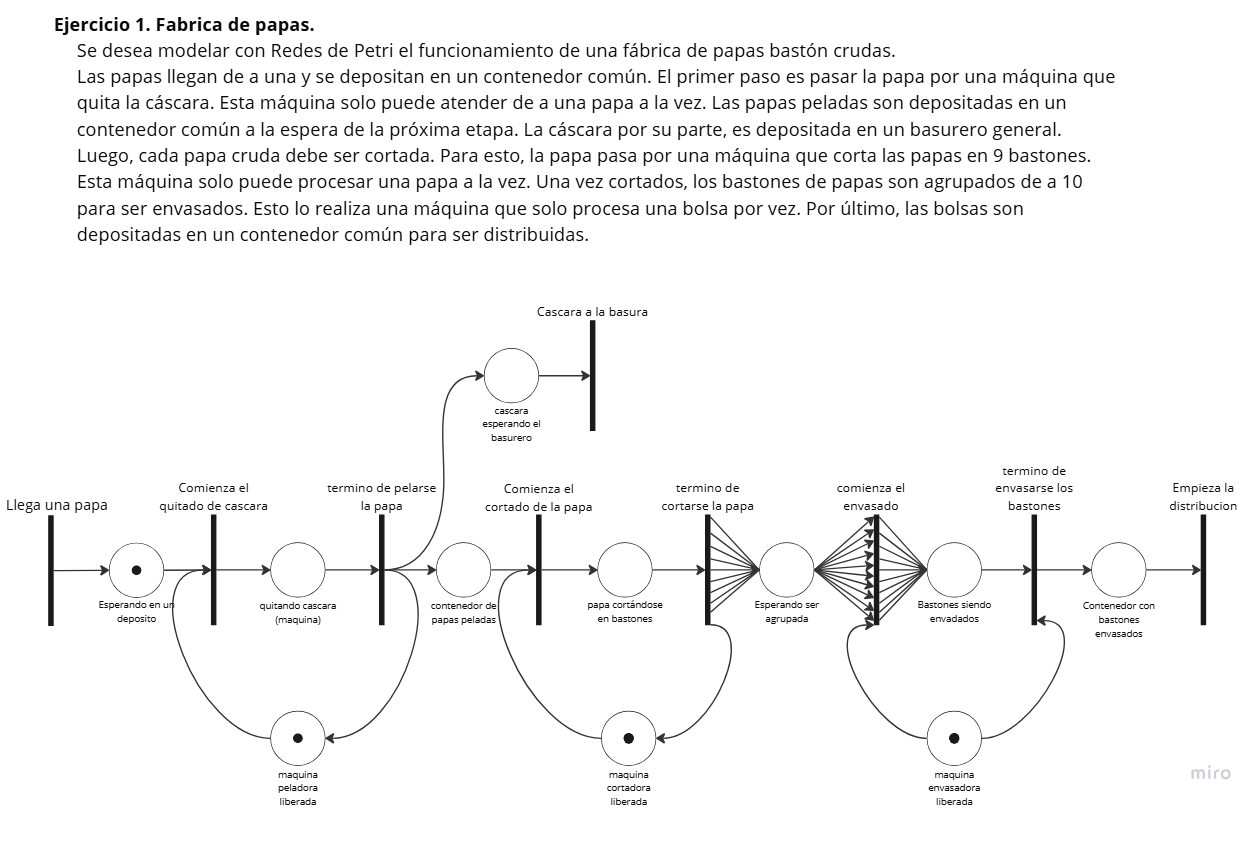 Ejercicio 1. Fabrica de papas.
Se desea modelar con Redes de Petri el funcionamiento de una fábrica de papas bastón crudas.
Las papas llegan de a una y se depositan en un contenedor común. El primer paso es pasar la papa por una máquina que
quita la cáscara. Esta máquina solo puede atender de a una papa a la vez. Las papas peladas son depositadas en un
contenedor común a la espera de la próxima etapa. La cáscara por su parte, es depositada en un basurero general.
Luego, cada papa cruda debe ser cortada. Para esto, la papa pasa por una máquina que corta las papas en 9 bastones.
Esta máquina solo puede procesar una papa a la vez. Una vez cortados, los bastones de papas son agrupados de a 10
para ser envasados. Esto lo realiza una máquina que solo procesa una bolsa por vez. Por último, las bolsas son
depositadas en un contenedor común para ser distribuidas.
Cascara a la basura
cascara
esperando el
basurero
Llega una papa
Comienza el
quitado de cascara
termino de pelarse
la papa
Comienza el
cortado de la papa
termino de
cortarse la papa
comienza el
envasado
termino de
envasarse los
bastones
Empieza la
distribucion
Esperando en un
deposito
quitando cascara
(maquina)
contenedor de
papas peladas
papa cortándose
en bastones
Esperando ser
agrupada
Bastones siendo
envadados
Contenedor con
bastones
envasados
maquina
peladora
liberada
maquina
cortadora
liberada
maquina
envasadora
liberada
miro